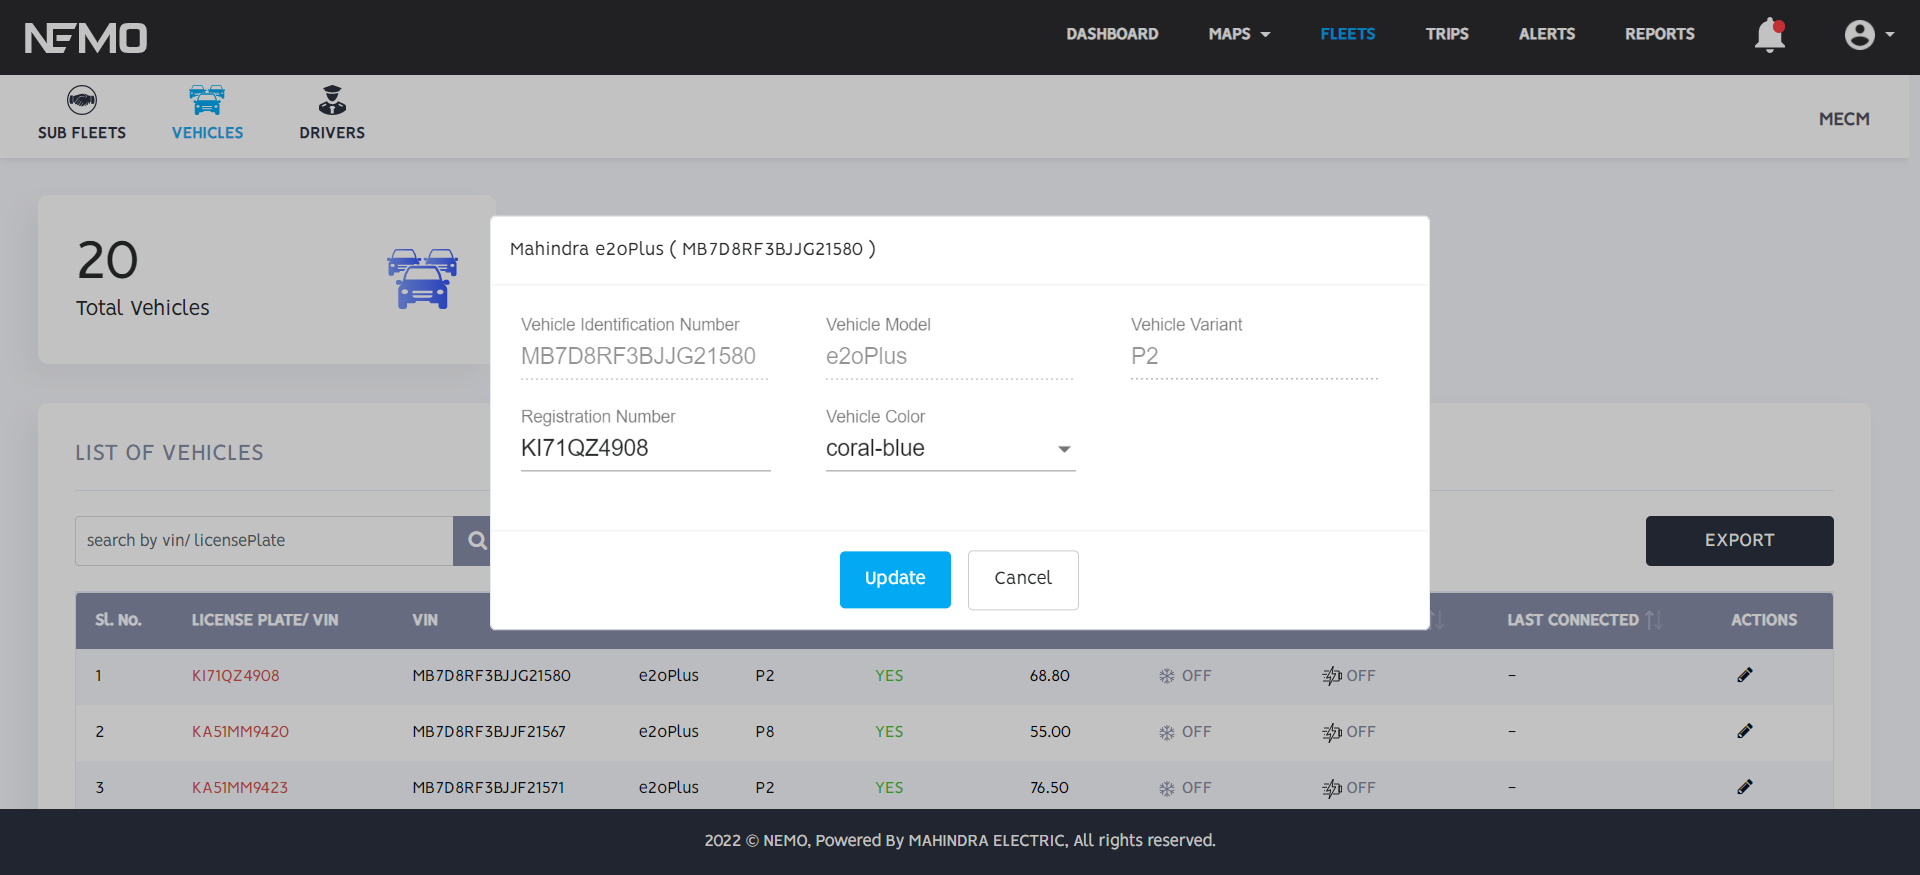 NEMO
DASHBOARD
MAPS
FLEETS
TRIPS
ALERTS
REPORTS
SUB FLEETS
VEHICLES
DRIVERS
MECM
20
Total Vehicles
Mahindra e2oPlus ( MB7D8RF3BJJG21580 )
Vehicle Identification Number
MB7D8RF3BJJG21580
Vehicle Model
e2oPlus
Vehicle Variant
P2
Registration Number
KI71QZ4908
Vehicle Color
coral-blue
Update
Cancel
LIST OF VEHICLES
search by vin/ licensePlate
EXPORT
Sl. No. LICENSE PLATE/ VIN VIN LAST CONNECTED ACTIONS
1 KI71QZ4908 MB7D8RF3BJJG21580 e2oPlus P2 YES 68.80 OFF OFF –
2 KA51MM9420 MB7D8RF3BJJF21567 e2oPlus P8 YES 55.00 OFF OFF –
3 KA51MM9423 MB7D8RF3BJJF21571 e2oPlus P2 YES 76.50 OFF OFF –
2022 © NEMO, Powered By MAHINDRA ELECTRIC, All rights reserved.